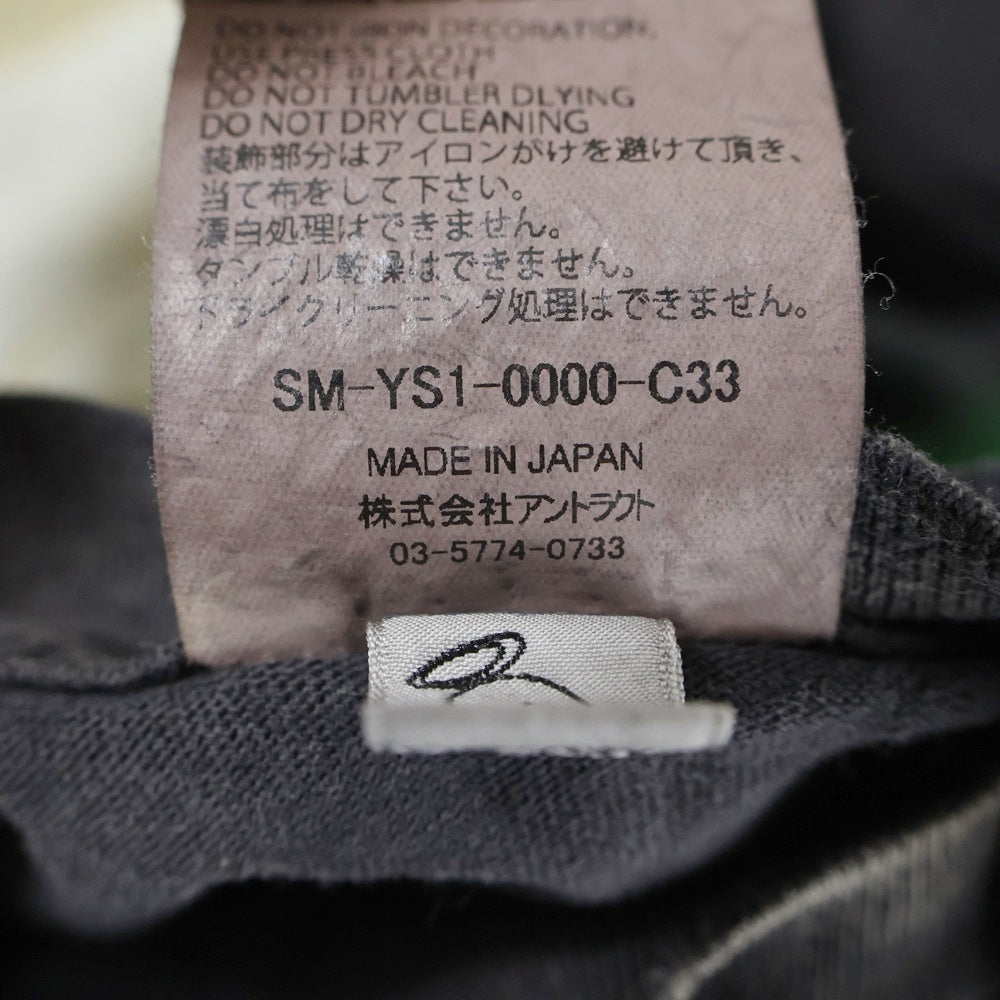 DO NOT IRON DECORATION.
USE PRESS CLOTH
DO NOT BLEACH
DO NOT TUMBLER DLYING
DO NOT DRY CLEANING
装飾部分はアイロンがけを避けて頂き、
当て布をして下さい。
漂白処理はできません。
タンブル乾燥はできません。
ドライクリーニング処理はできません。
SM-YS1-0000-C33
MADE IN JAPAN
株式会社アントラクト
03-5774-0733